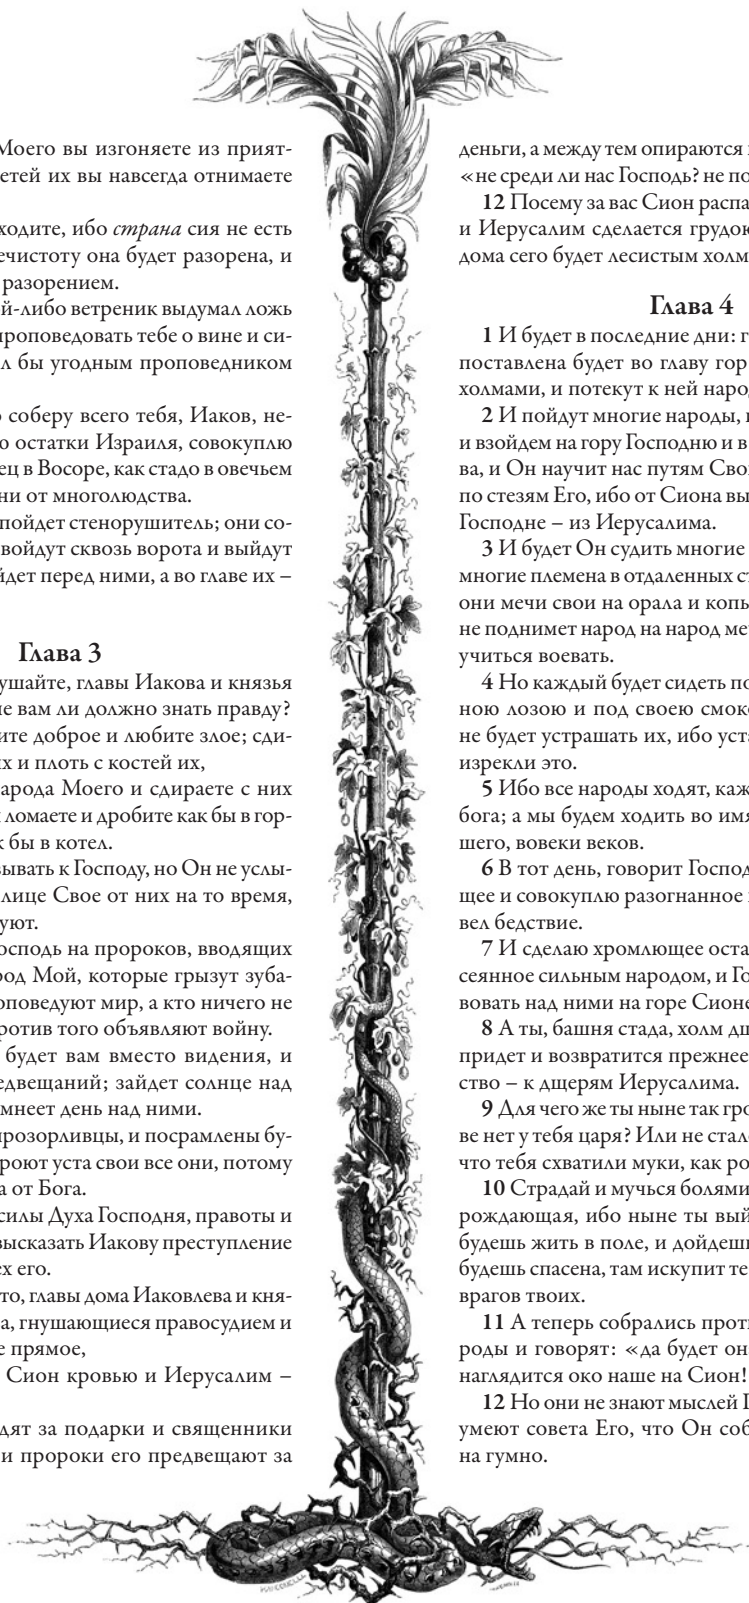 Моего вы изгоняете из прият-
етей их вы навсегда отнимаете
ходите, ибо страна сия не есть
ечистоту она будет разорена, и
разорением.
й-либо ветреник выдумал ложь
проповедовать тебе о вине и си-
л бы угодным проповедником
о соберу всего тебя, Иаков, не-
ю остатки Израиля, совокуплю
ец в Восоре, как стадо в овечьем
ни от многолюдства.
пойдет стенорушитель; они со-
войдут сквозь ворота и выйдут
йдет перед ними, а во главе их –
Глава 3
ушайте, главы Иакова и князья
не вам ли должно знать правду?
ите доброе и любите злое; сди-
их и плоть с костей их,
арода Моего и сдираете с них
ломаете и дробите как бы в гор-
к бы в котел.
зывать к Господу, но Он не услы-
лице Свое от них на то время,
уют.
осподь на пророков, вводящих
род Мой, которые грызут зуба-
оповедуют мир, а кто ничего не
ротив того объявляют войну.
будет вам вместо видения, и
едвещаний; зайдет солнце над
мнеет день над ними.
прозорливцы, и посрамлены бу-
роют уста свои все они, потому
а от Бога.
силы Духа Господня, правоты и
высказать Иакову преступление
ех его.
то, главы дома Иаковлева и кня-
а, гнушающиеся правосудием и
е прямое,
Сион кровью и Иерусалим –
дят за подарки и священники
и пророки его предвещают за
деньги, а между тем опираются
«не среди ли нас Господь? не по
12 Посему за вас Сион распа
и Иерусалим сделается грудою
дома сего будет лесистым холм
Глава 4
1 И будет в последние дни: г
поставлена будет во главу гор
холмами, и потекут к ней народ
2 И пойдут многие народы,
и взойдем на гору Господню и в
ва, и Он научит нас путям Сво
по стезям Его, ибо от Сиона вы
Господне – из Иерусалима.
3 И будет Он судить многие
многие племена в отдаленных ст
они мечи свои на орала и копь
не поднимет народ на народ меч
учиться воевать.
4 Но каждый будет сидеть по
ною лозою и под своею смоко
не будет устрашать их, ибо уст
изрекли это.
5 Ибо все народы ходят, каж
бога; а мы будем ходить во имя
шего, вовеки веков.
6 В тот день, говорит Господ
щее и совокуплю разогнанное
вел бедствие.
7 И сделаю хромлющее оста
сеянное сильным народом, и Го
вовать над ними на горе Сионе
8 А ты, башня стада, холм дщ
придет и возвратится прежнее
ство – к дщерям Иерусалима.
9 Для чего же ты ныне так гро
ве нет у тебя царя? Или не стал
что тебя схватили муки, как ро
10 Страдай и мучься болями
рождающая, ибо ныне ты вый
будешь жить в поле, и дойдешь
будешь спасена, там искупит те
врагов твоих.
11 А теперь собрались проти
роды и говорят: «да будет он
наглядится око наше на Сион!
12 Но они не знают мыслей Г
умеют совета Его, что Он соб
на гумно.